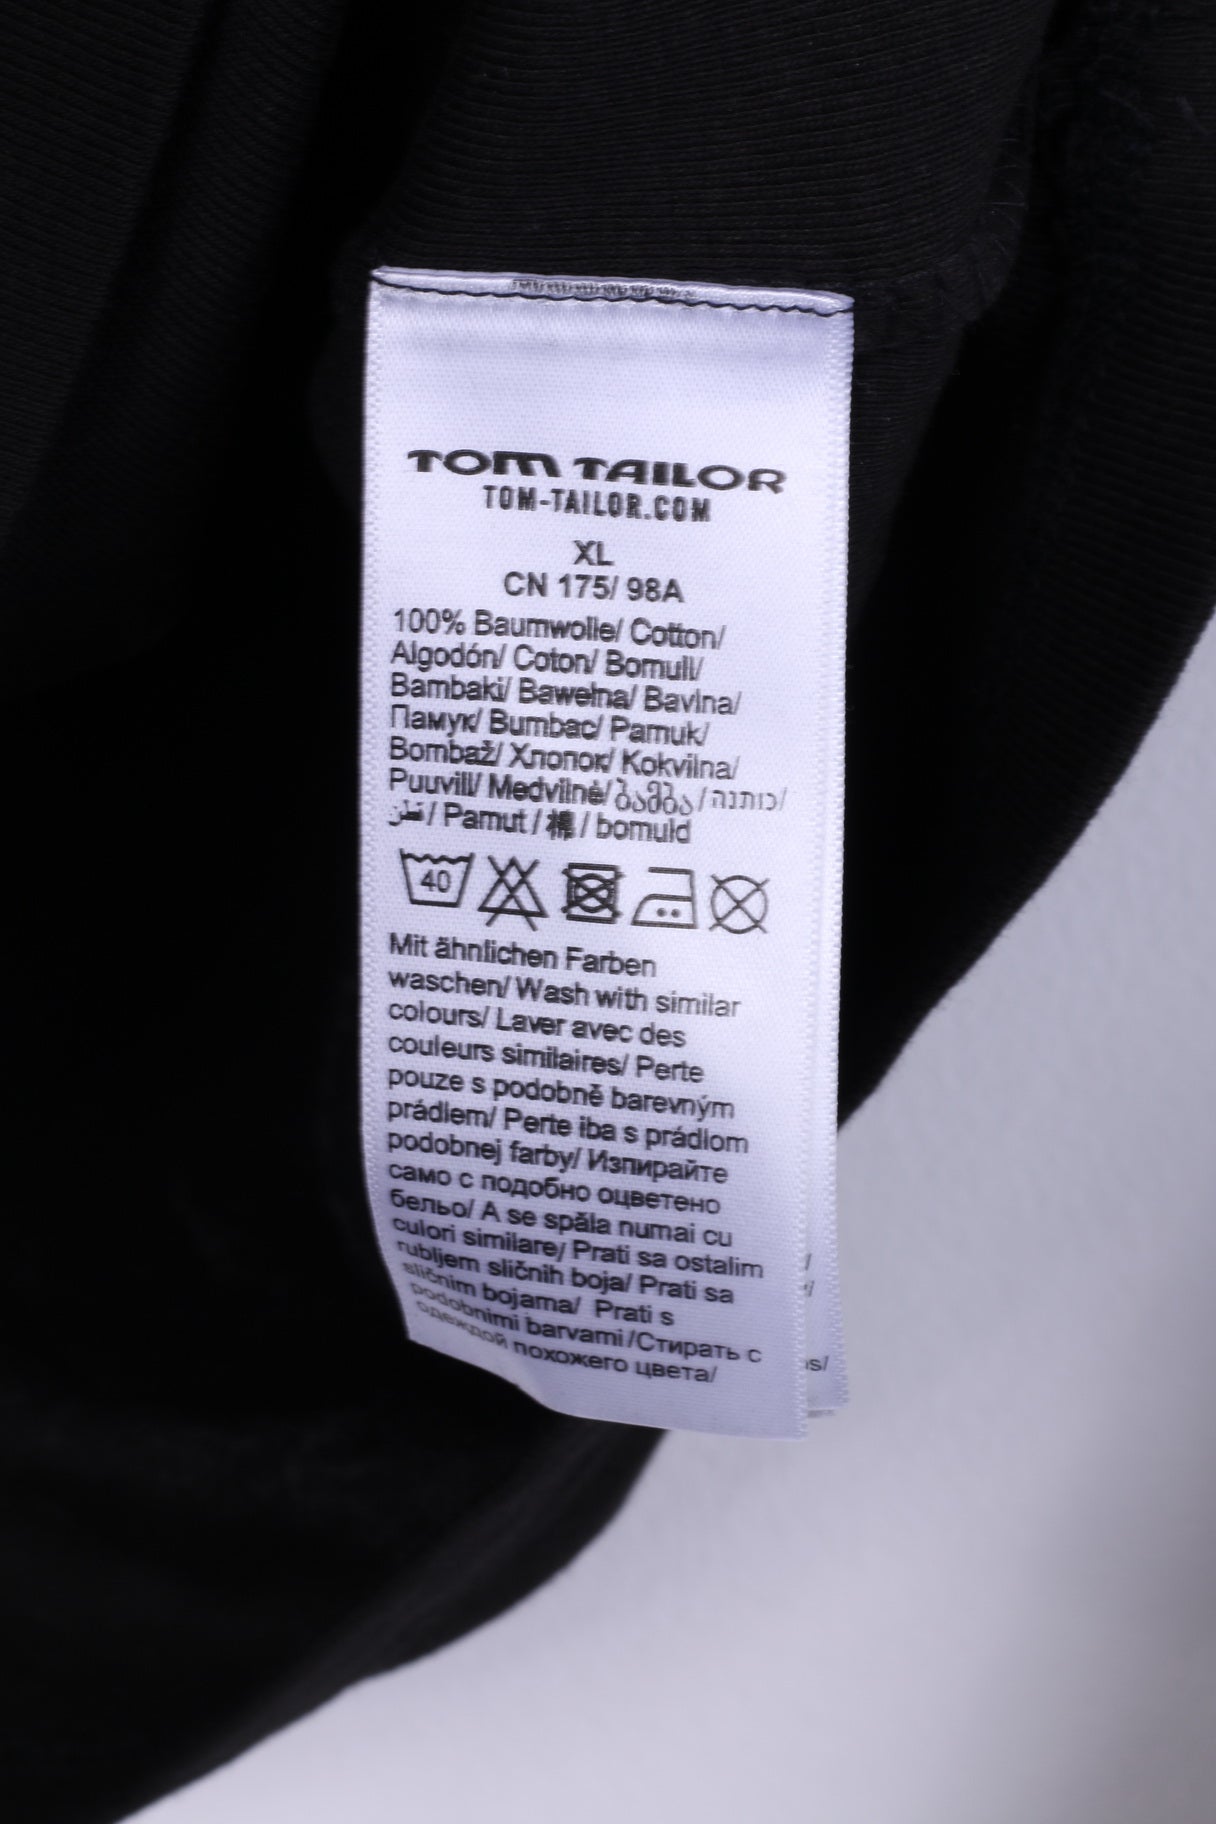 TOM TAILOR
TOM-TAILOR.COM
XL
CN 175/ 98A
100% Baumwolle/ Cotton/
Algodón/ Coton/ Bomull/
Bambaki/ Bawełna/ Bavlna/
Памук/ Bumbac/ Pamuk/
Bombaž/ Хлопок/ Kokvilna/
Puuvill/ Medvilnė/ ბამბა / כותנה/
قطن / Pamut / 棉 / bomuld
40
Mit ähnlichen Farben
waschen/ Wash with similar
colours/ Laver avec des
couleurs similaires/ Perte
pouze s podobně barevným
prádlem/ Perte iba s prádlom
podobnej farby/ Изпирайте
само с подобно оцветено
бельо/ A se spăla numai cu
culori similare/ Prati sa ostalim
rubljem sličnih boja/ Prati sa
sličnim bojama/ Prati s
podobnimi barvami /Стирать с
одеждой похожего цвета/